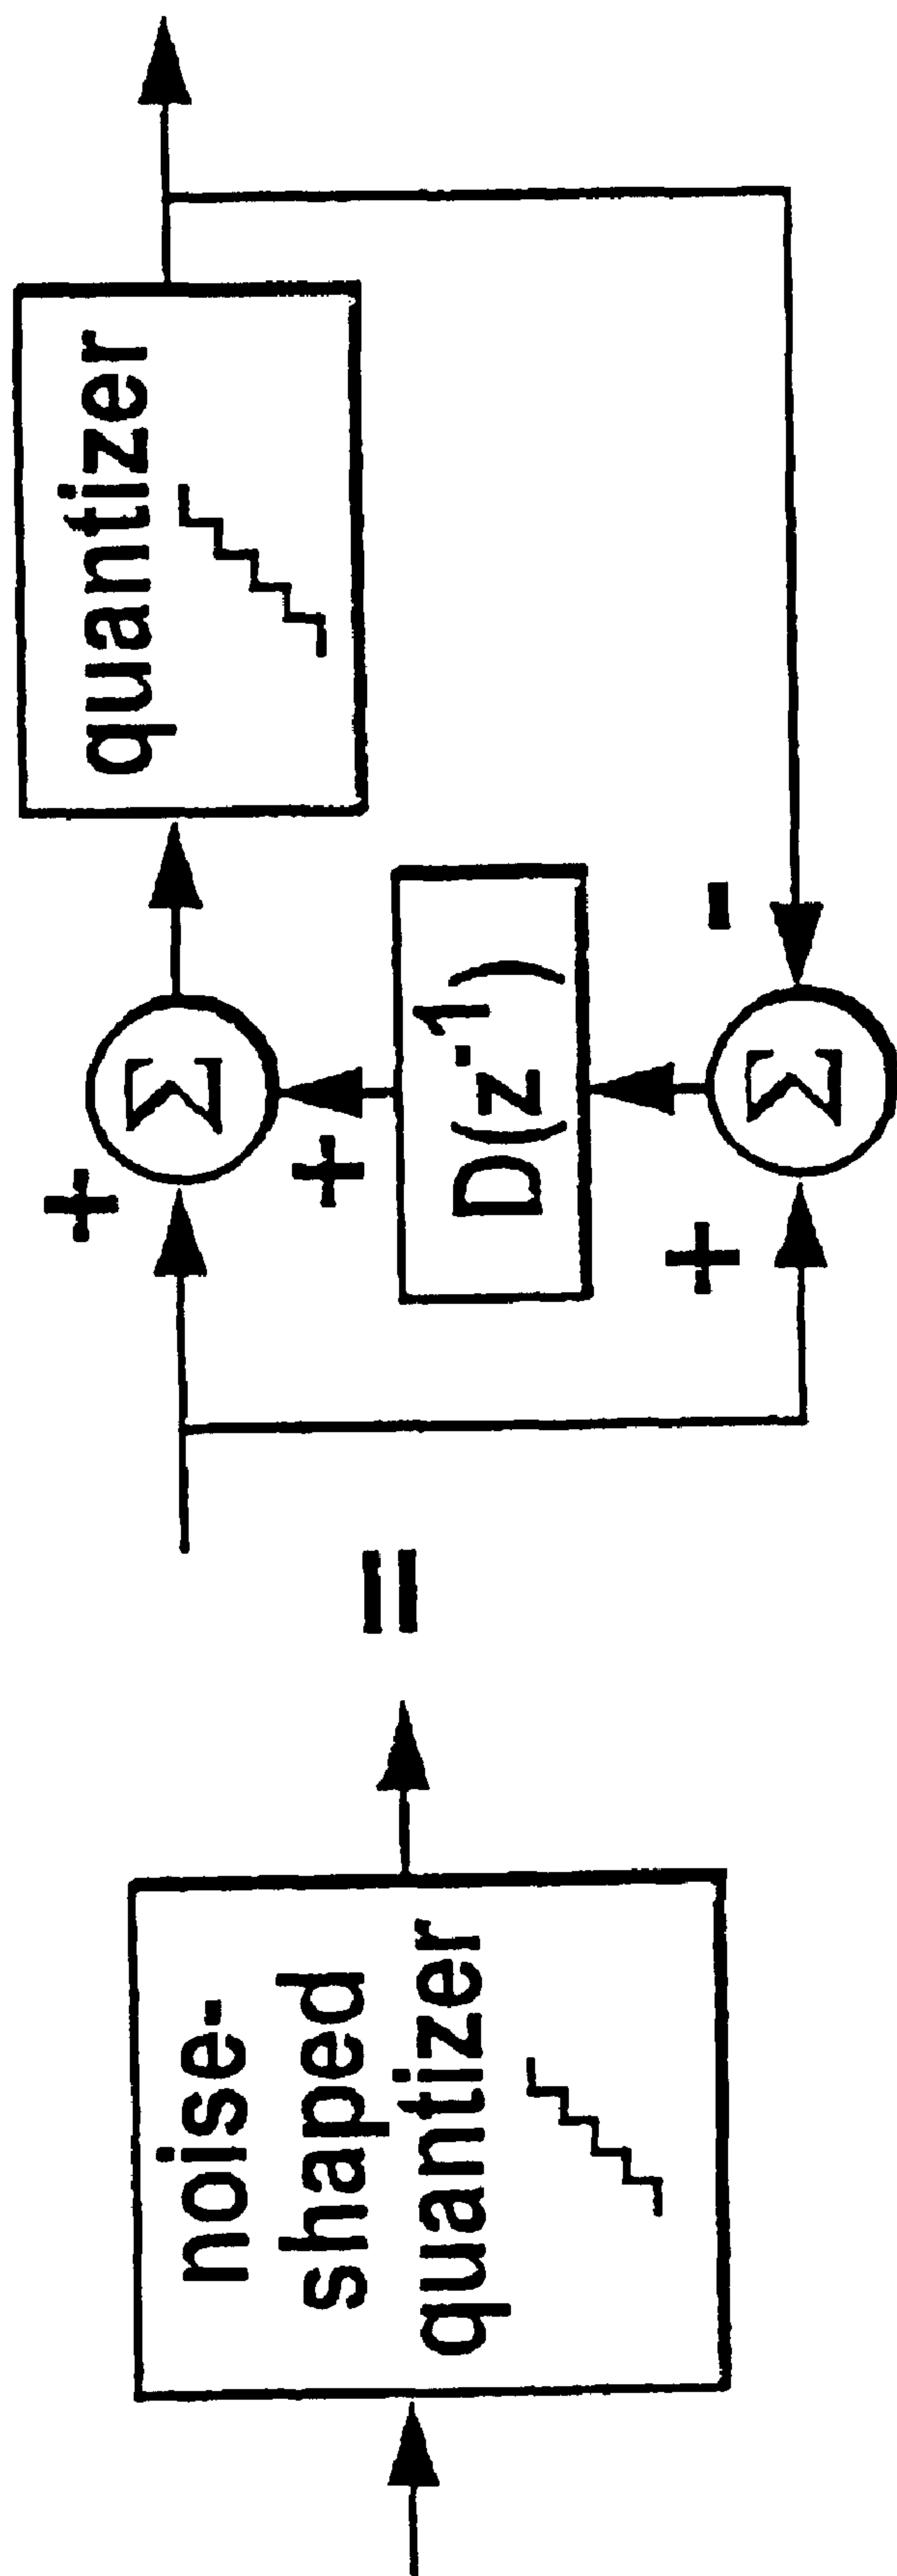 noise-
shaped
quantizer
=
+
Σ
+
D(z⁻¹)
+
Σ
-
quantizer